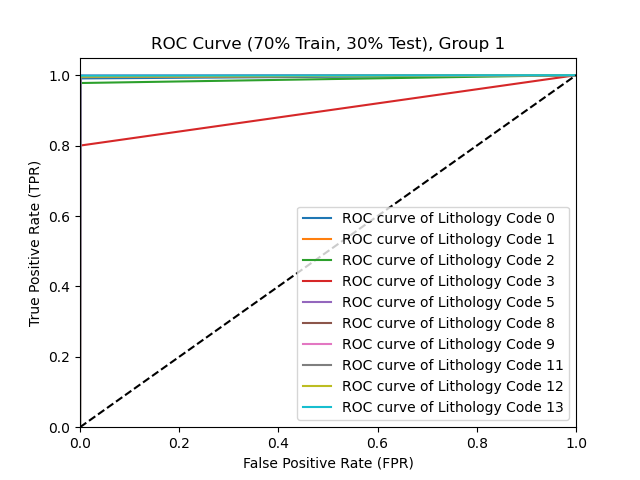 ROC Curve (70% Train, 30% Test), Group 1
True Positive Rate (TPR)
1.0
0.8
0.6
0.4
0.2
0.0
ROC curve of Lithology Code 0
ROC curve of Lithology Code 1
ROC curve of Lithology Code 2
ROC curve of Lithology Code 3
ROC curve of Lithology Code 5
ROC curve of Lithology Code 8
ROC curve of Lithology Code 9
ROC curve of Lithology Code 11
ROC curve of Lithology Code 12
ROC curve of Lithology Code 13
0.0 0.2 0.4 0.6 0.8 1.0
False Positive Rate (FPR)